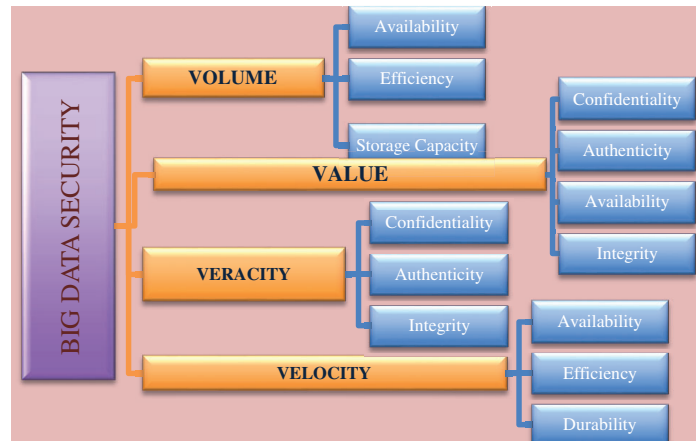 BIG DATA SECURITY
VOLUME
Availability
Efficiency
Storage Capacity
VALUE
Confidentiality
Authenticity
Availability
Integrity
VERACITY
Confidentiality
Authenticity
Integrity
VELOCITY
Availability
Efficiency
Durability